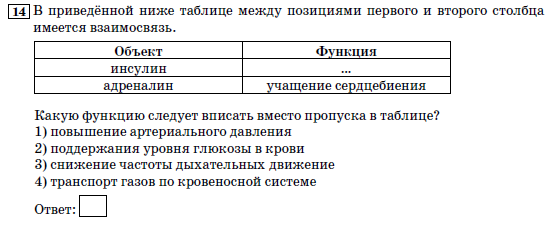 14 В приведённой ниже таблице между позициями первого и второго столбца
имеется взаимосвязь.
Объект Функция
инсулин ...
адреналин учащение сердцебиения
Какую функцию следует вписать вместо пропуска в таблице?
1) повышение артериального давления
2) поддержания уровня глюкозы в крови
3) снижение частоты дыхательных движение
4) транспорт газов по кровеносной системе
Ответ: